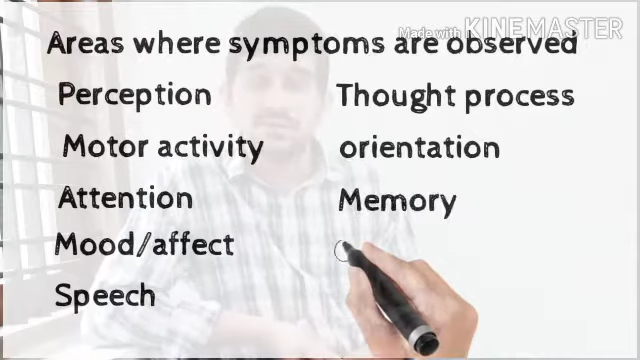 Made with KINEMASTER
Areas where symptoms are observed
Perception
Motor activity
Attention
Mood/affect
Speech
Thought process
orientation
Memory